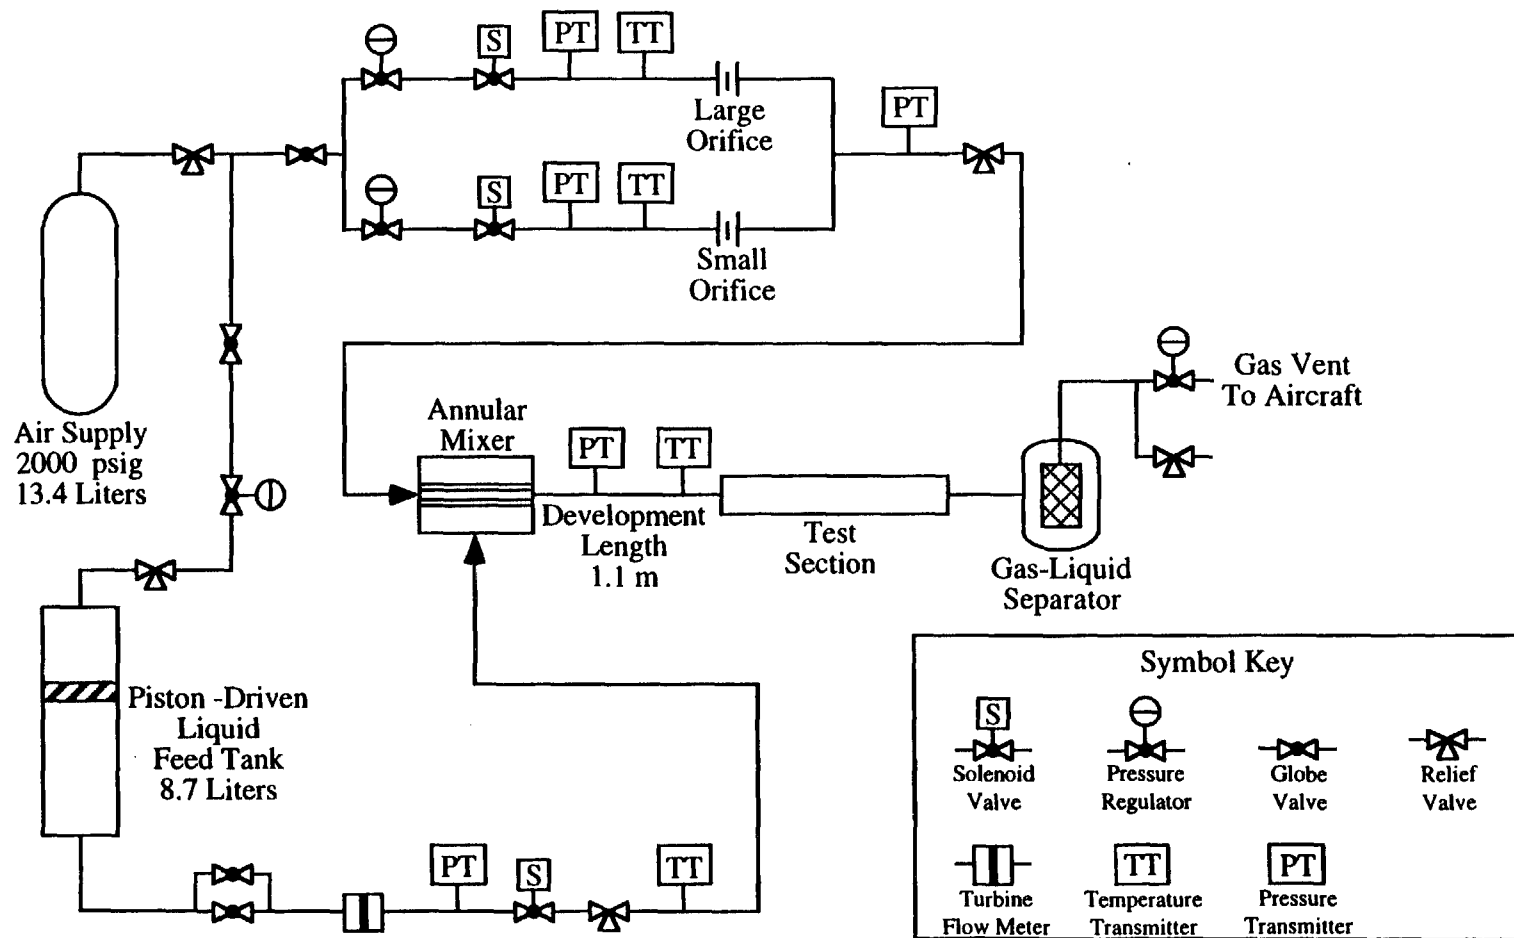 S
PT
TT
Large
Orifice
PT
S
PT
TT
Small
Orifice
Air Supply
2000 psig
13.4 Liters
Gas Vent
To Aircraft
Annular
Mixer
PT
TT
Development
Length
1.1 m
Test
Section
Gas-Liquid
Separator
Piston -Driven
Liquid
Feed Tank
8.7 Liters
PT
S
TT
Symbol Key
S
Solenoid
Valve
Pressure
Regulator
Globe
Valve
Relief
Valve
Turbine
Flow Meter
TT
Temperature
Transmitter
PT
Pressure
Transmitter